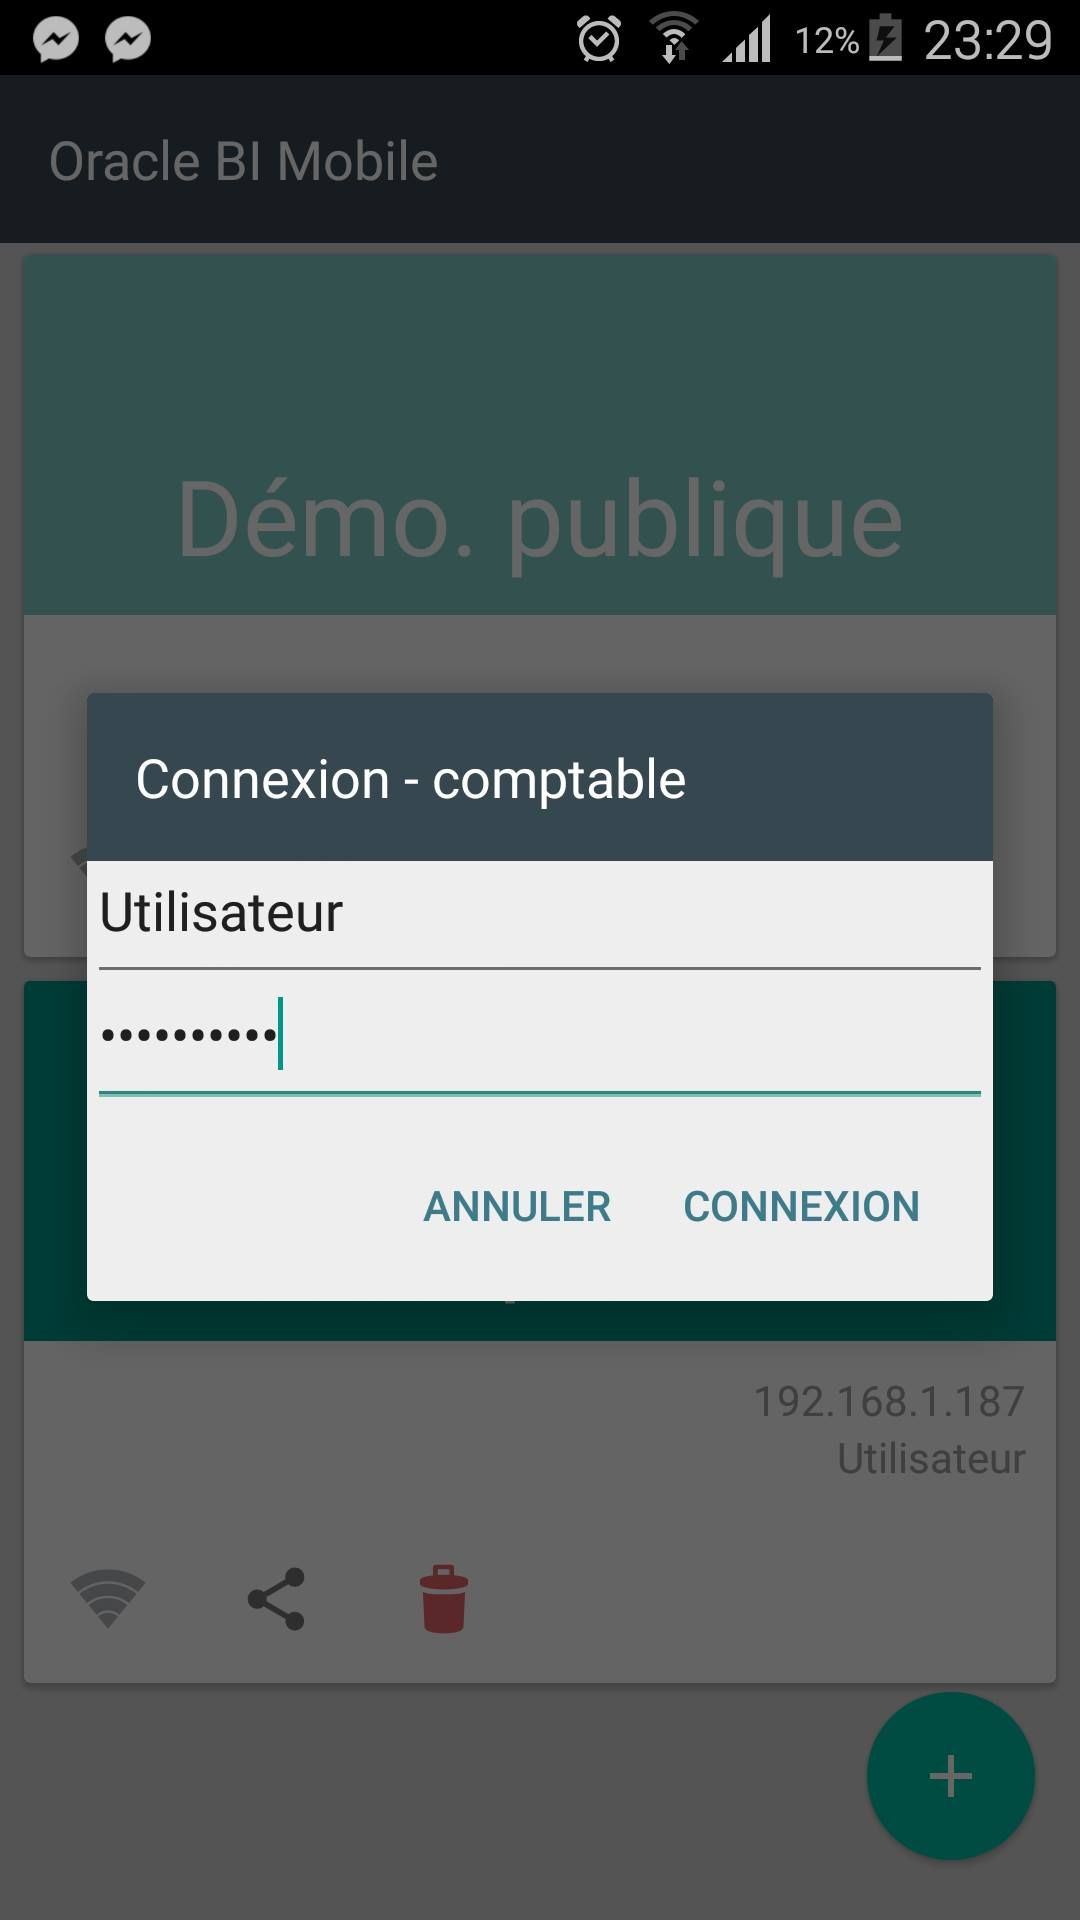 12% 23:29
Oracle BI Mobile
Démo. publique
Connexion - comptable
Utilisateur
••••••••••
ANNULER CONNEXION
192.168.1.187
Utilisateur
+